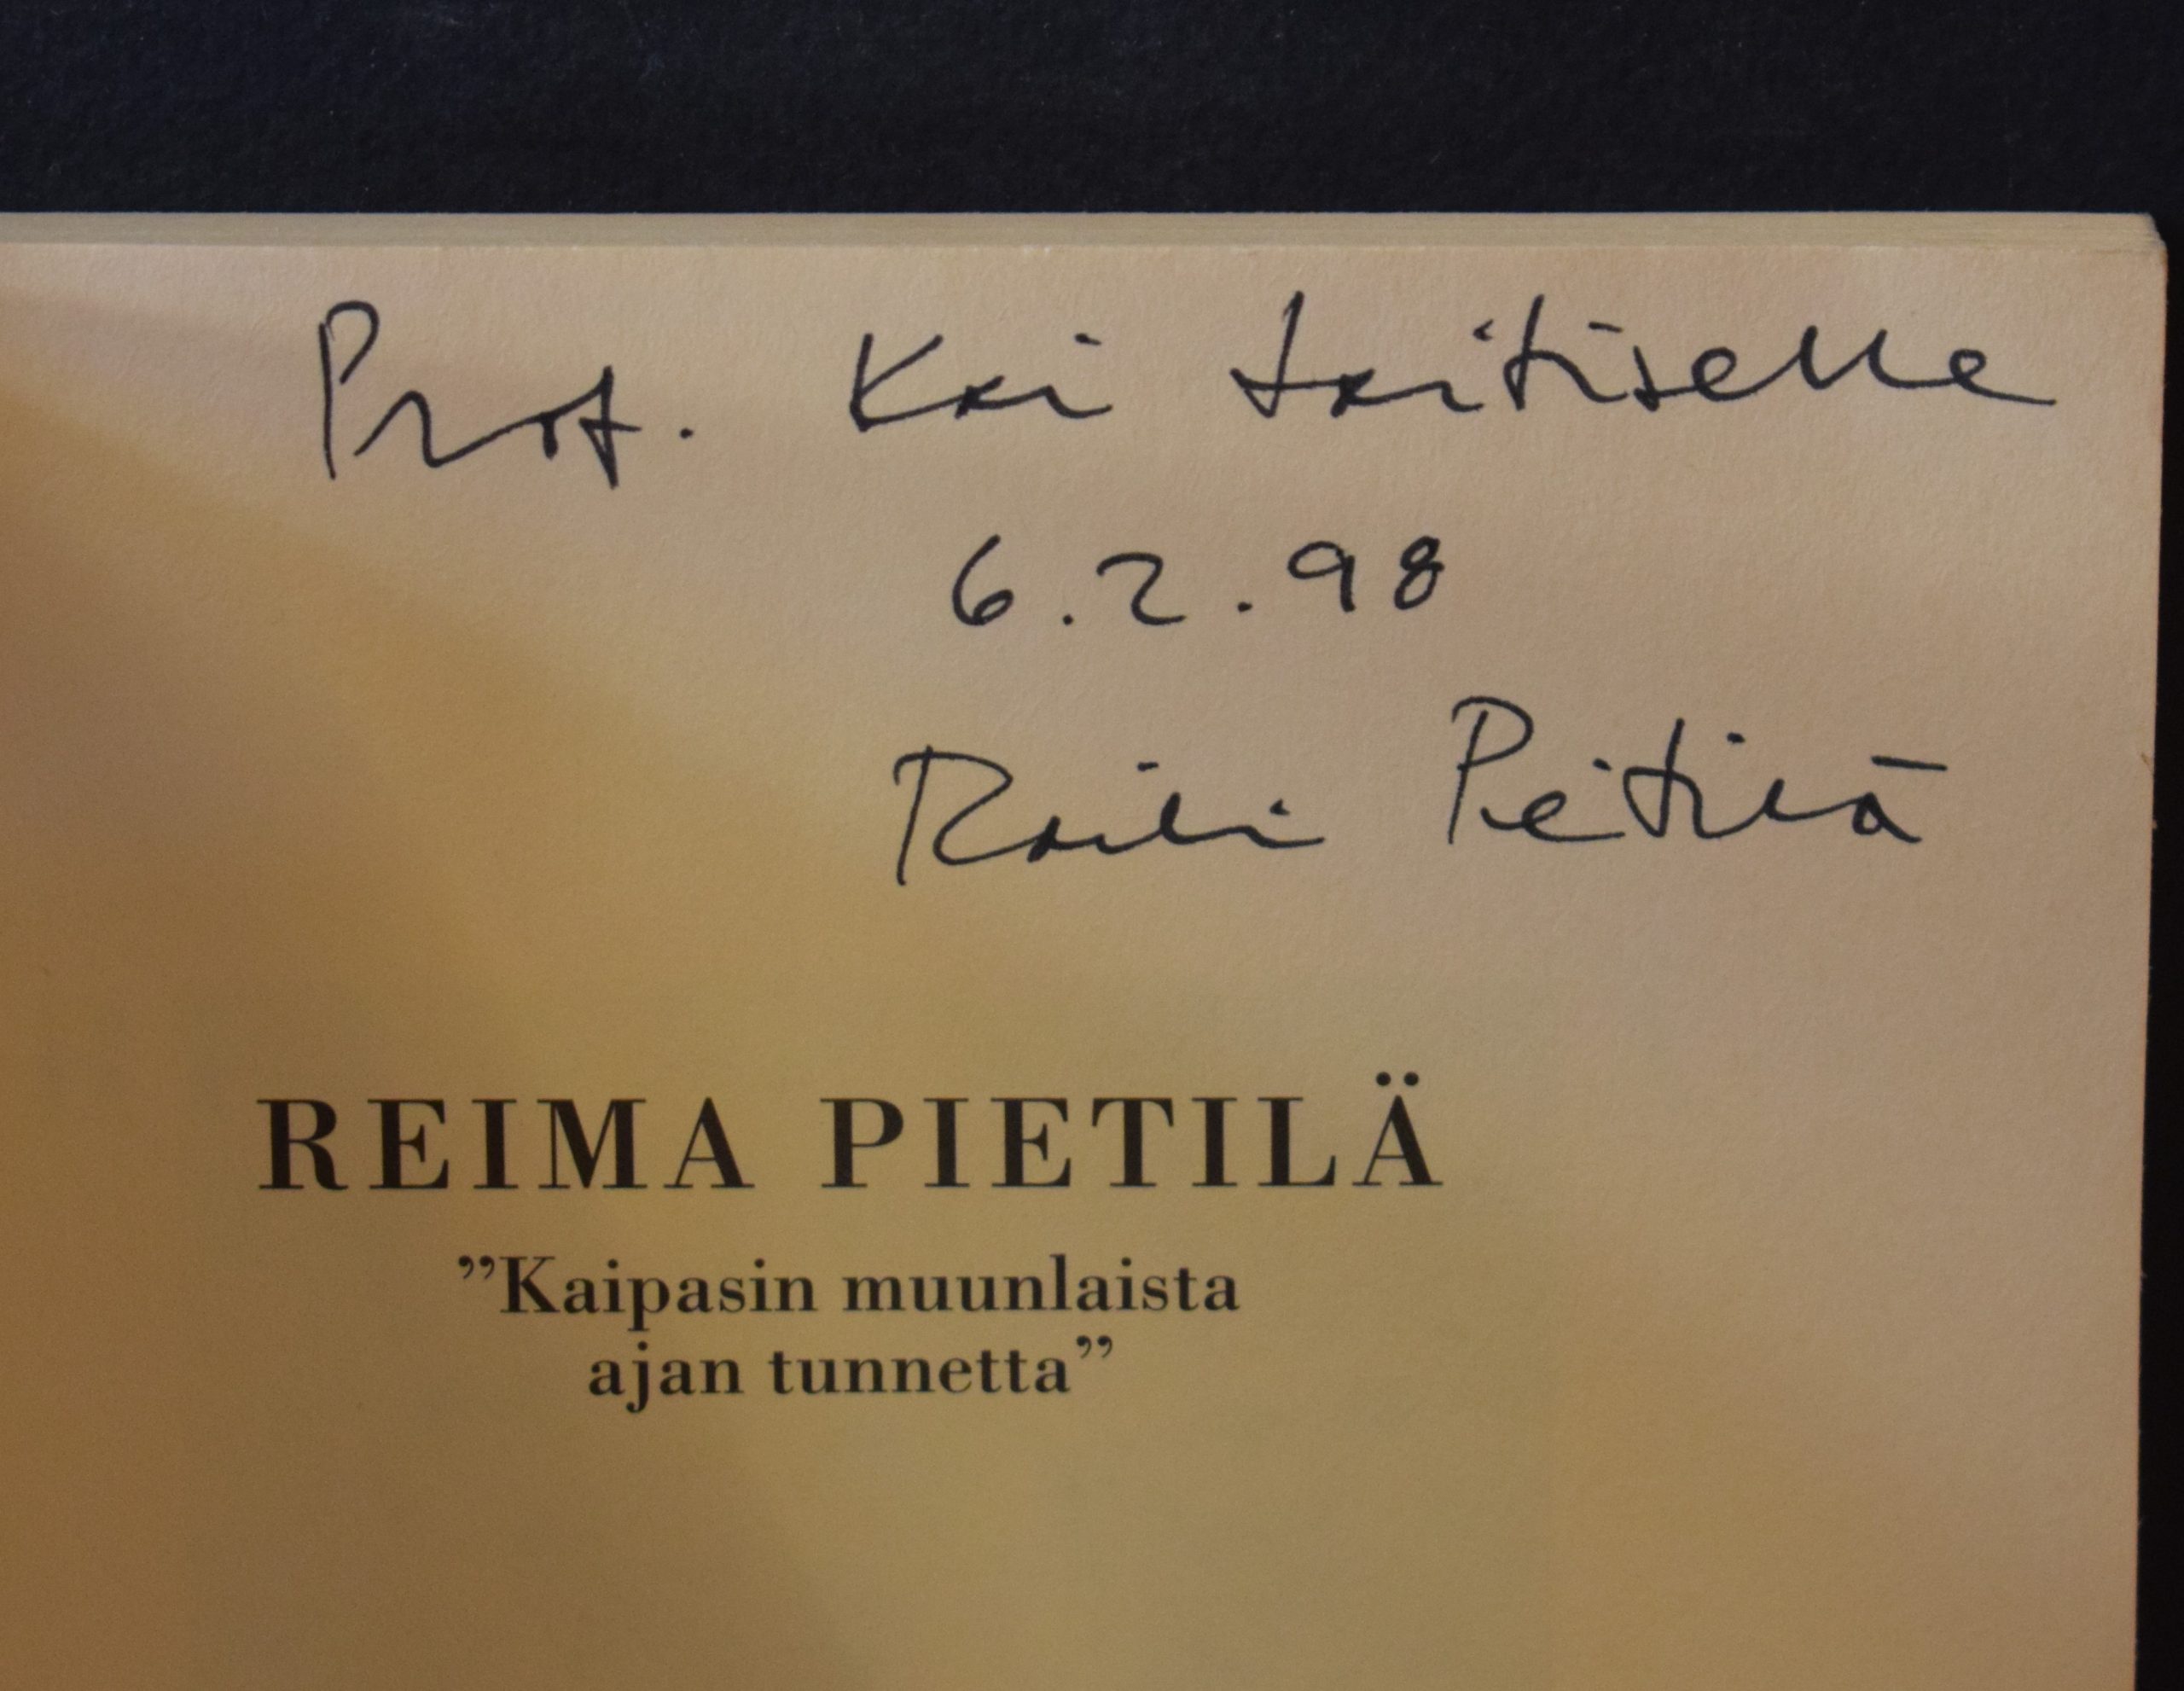 Prof. Kai Laitiselle
6.2.98
Raili Pietilä
REIMA PIETILÄ
”Kaipasin muunlaista
ajan tunnetta”